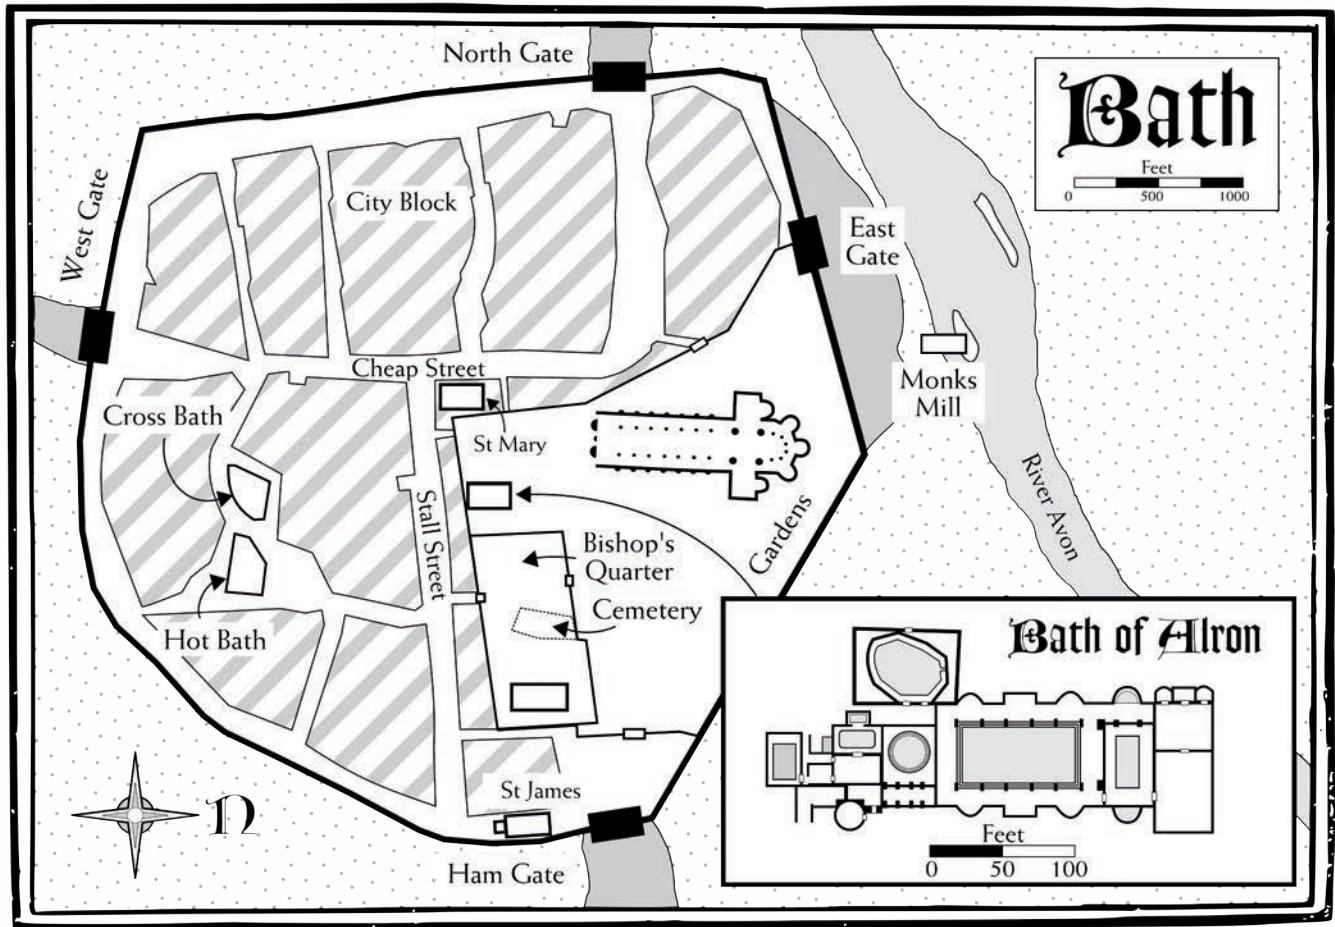 North Gate
Bath
Feet
0 500 1000
West Gate
City Block
East
Gate
Cheap Street
Monks
Mill
Cross Bath
St Mary
River Avon
Stall Street
Gardens
Bishop's
Quarter
Cemetery
Hot Bath
Bath of Alron
St James
N
Feet
0 50 100
Ham Gate